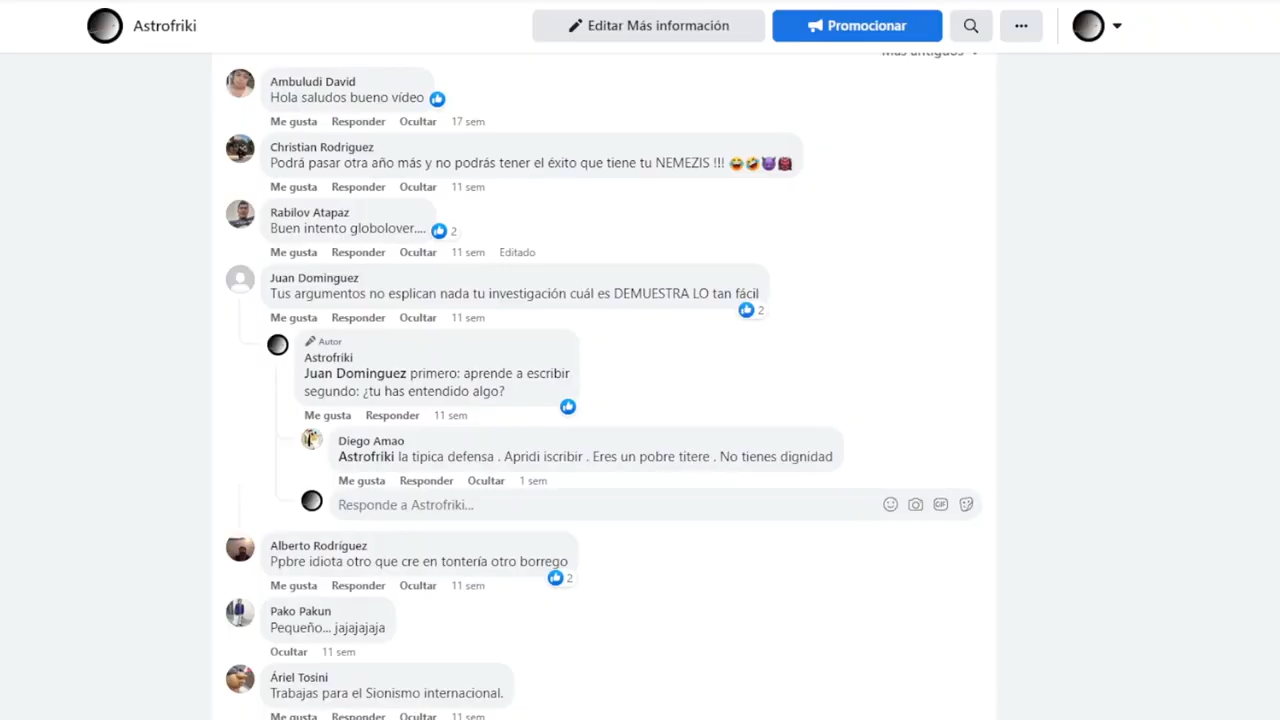 Astrofriki
Editar Más información
Promocionar
Más antiguos
Ambuludi David
Hola saludos bueno vídeo
Me gusta Responder Ocultar 17 sem
Christian Rodriguez
Podrá pasar otra año más y no podrás tener el éxito que tiene tu NEMEZIS !!! 😂🤣😈👹
Me gusta Responder Ocultar 11 sem
Rabilov Atapaz
Buen intento globolover....
2
Me gusta Responder Ocultar 11 sem Editado
Juan Dominguez
Tus argumentos no esplican nada tu investigación cuál es DEMUESTRA LO tan fácil
2
Me gusta Responder Ocultar 11 sem
Autor
Astrofriki
Juan Dominguez primero: aprende a escribir
segundo: ¿tu has entendido algo?
Me gusta Responder 11 sem
Diego Amao
Astrofriki la tipica defensa . Apridi iscribir . Eres un pobre titere . No tienes dignidad
Me gusta Responder Ocultar 1 sem
Responde a Astrofriki...
GIF
Alberto Rodríguez
Ppbre idiota otro que cre en tontería otro borrego
2
Me gusta Responder Ocultar 11 sem
Pako Pakun
Pequeño... jajajajaja
Ocultar 11 sem
Áriel Tosini
Trabajas para el Sionismo internacional.
Me gusta Responder Ocultar 11 sem